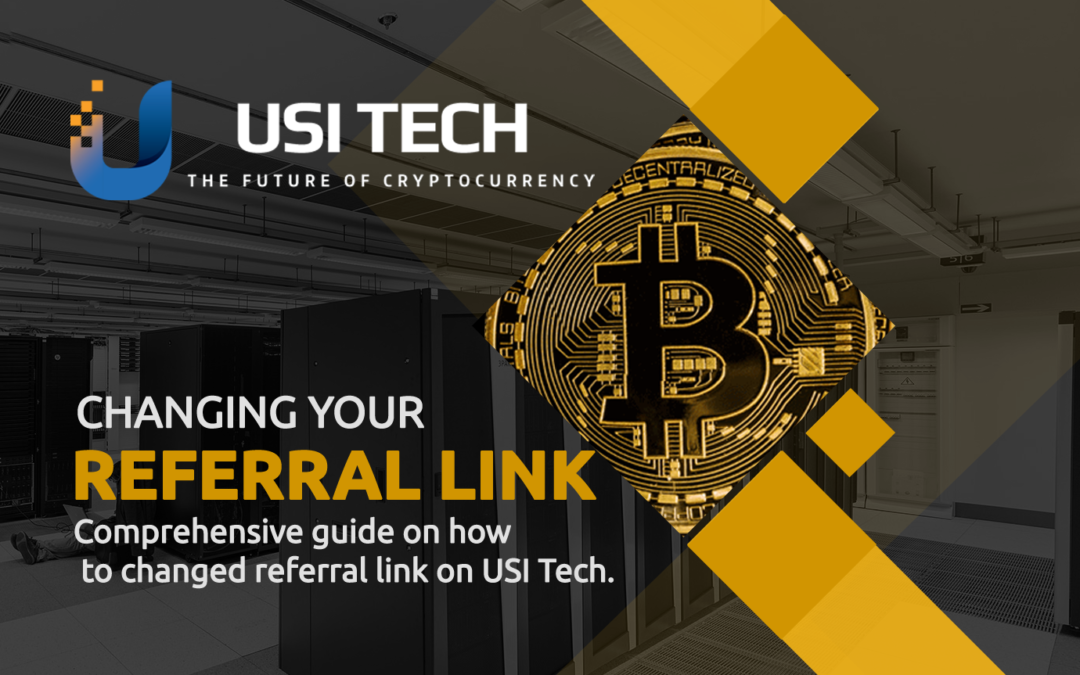 USI TECH
THE FUTURE OF CRYPTOCURRENCY
DECENTRALIZED
CHANGING YOUR
REFERRAL LINK
Comprehensive guide on how
to changed referral link on USI Tech.